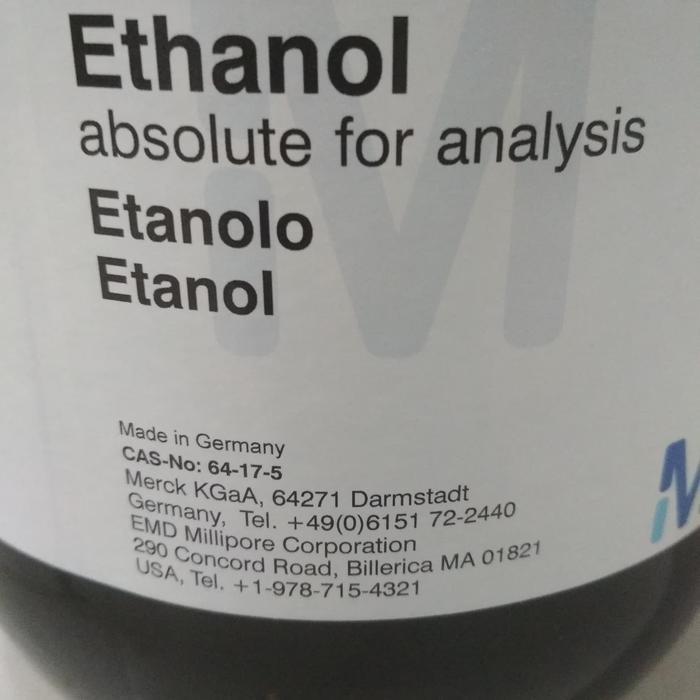 Ethanol
absolute for analysis
Etanolo
Etanol
Made in Germany
CAS-No: 64-17-5
Merck KGaA, 64271 Darmstadt
Germany, Tel. +49(0)6151 72-2440
EMD Millipore Corporation
290 Concord Road, Billerica MA 01821
USA, Tel. +1-978-715-4321
M